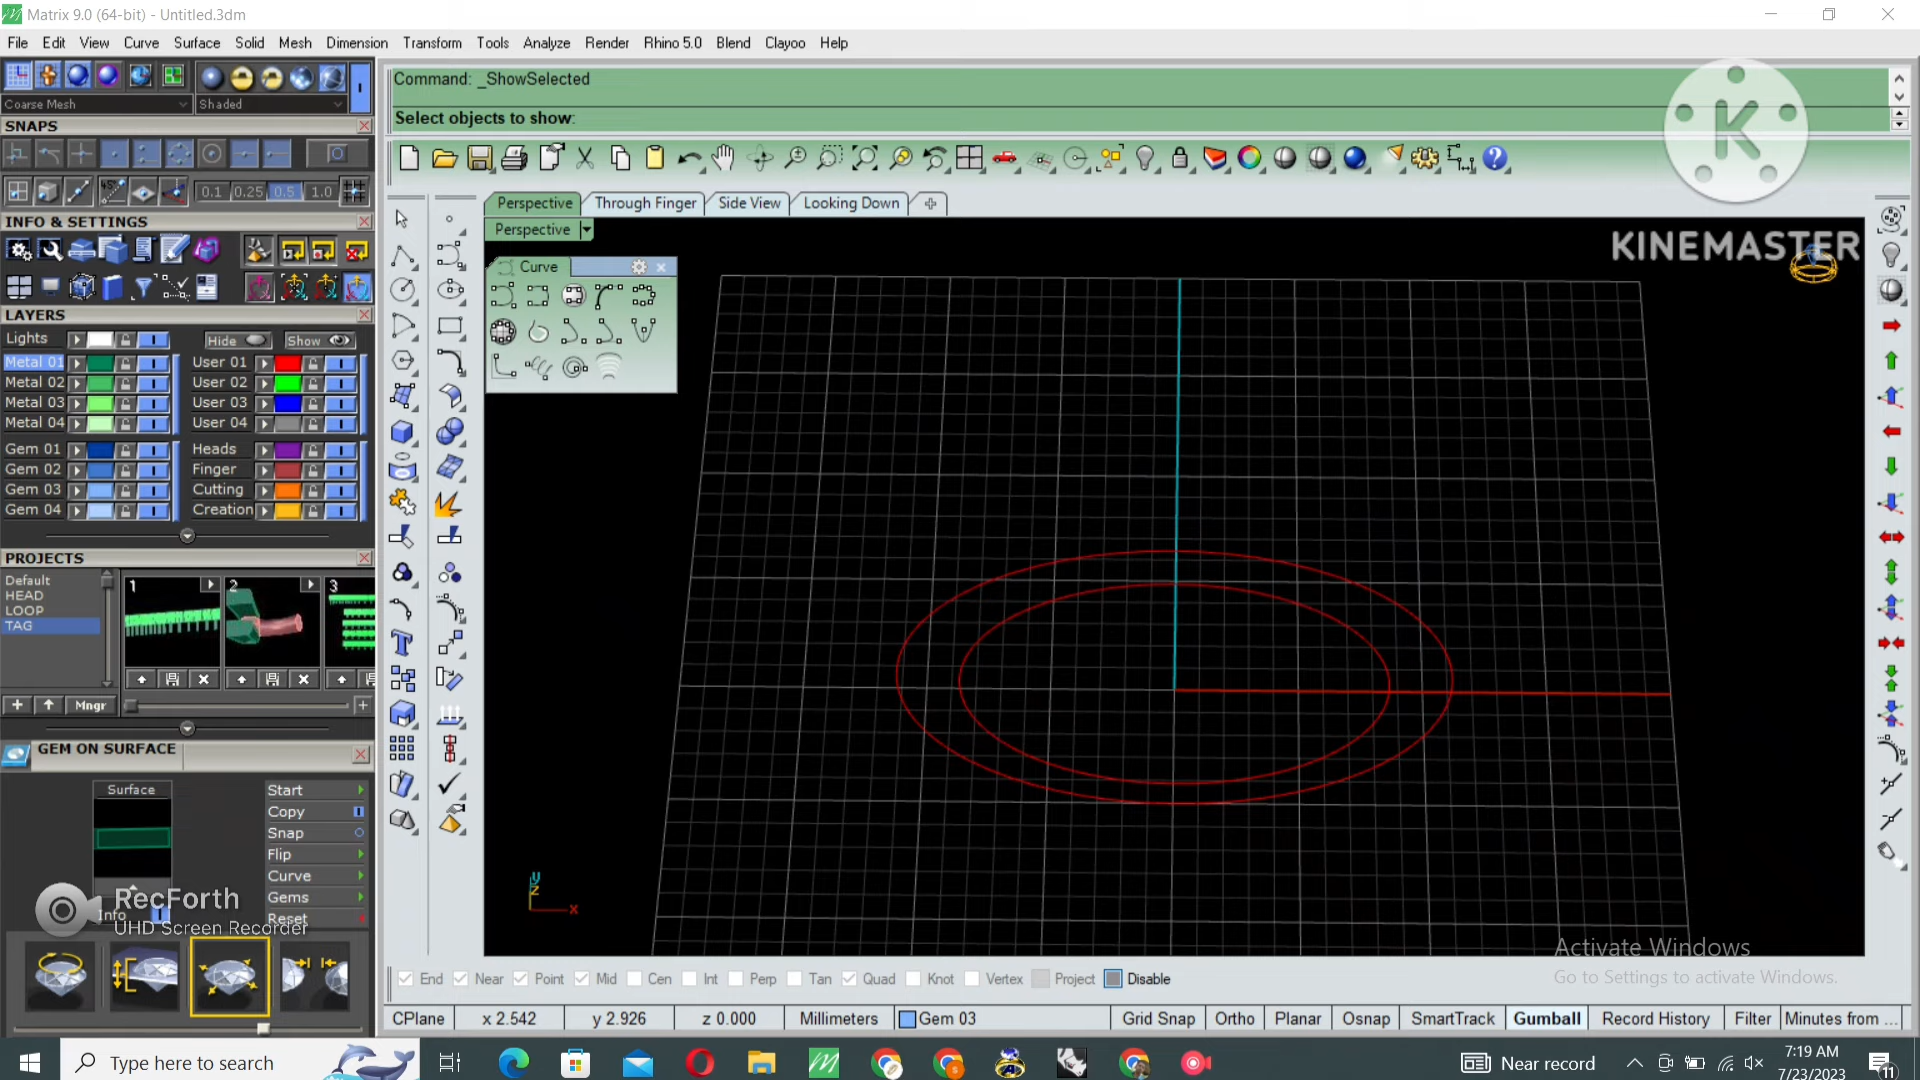 Matrix 9.0 (64-bit) - Untitled.3dm
File Edit View Curve Surface Solid Mesh Dimension Transform Tools Analyze Render Rhino 5.0 Blend Clayoo Help
Coarse Mesh Shaded
Command: _ShowSelected
Select objects to show:
SNAPS
0.1 0.25 0.5 1.0
INFO & SETTINGS
Perspective Through Finger Side View Looking Down
Perspective
KINEMASTER
Curve
LAYERS
Lights Hide Show
Metal 01 User 01
Metal 02 User 02
Metal 03 User 03
Metal 04 User 04
Gem 01 Heads
Gem 02 Finger
Gem 03 Cutting
Gem 04 Creation
PROJECTS
Default
HEAD
LOOP
TAG
1 2 3
Mngr
GEM ON SURFACE
Surface
Start
Copy
Snap
Flip
Curve
Gems
Reset
Info
RecForth
UHD Screen Recorder
y
z
x
Activate Windows
Go to Settings to activate Windows.
End Near Point Mid Cen Int Perp Tan Quad Knot Vertex Project Disable
CPlane x 2.542 y 2.926 z 0.000 Millimeters Gem 03 Grid Snap Ortho Planar Osnap SmartTrack Gumball Record History Filter Minutes from ...
Type here to search
Near record
7:19 AM
7/23/2023
11